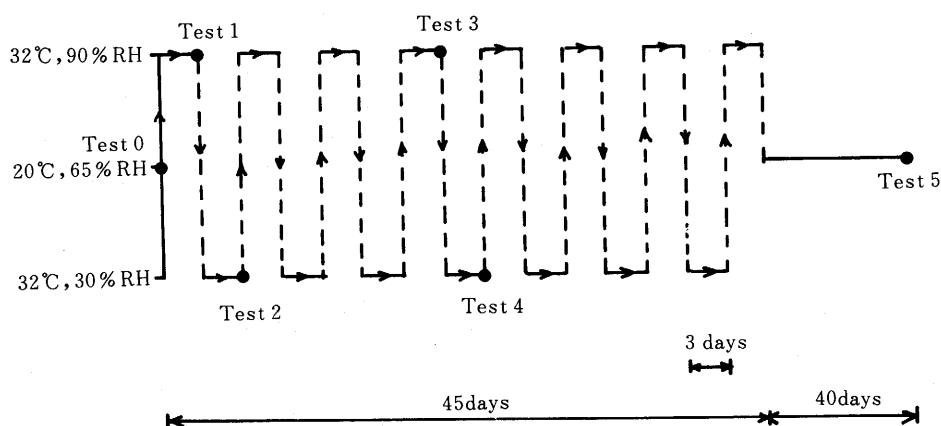 Test 1
Test 3
32℃, 90% RH
Test 0
20℃, 65% RH
Test 5
32℃, 30% RH
Test 2
Test 4
3 days
45days
40days